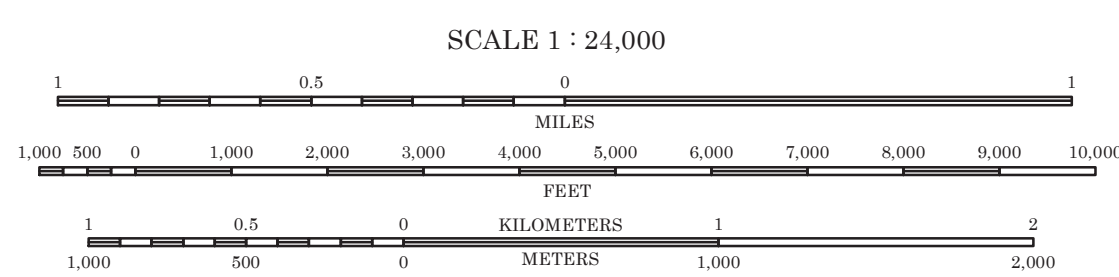 SCALE 1 : 24,000
1 0.5 0 1
MILES
1,000 500 0 1,000 2,000 3,000 4,000 5,000 6,000 7,000 8,000 9,000 10,000
FEET
1 0.5 0 KILOMETERS 1 2
1,000 500 0 METERS 1,000 2,000